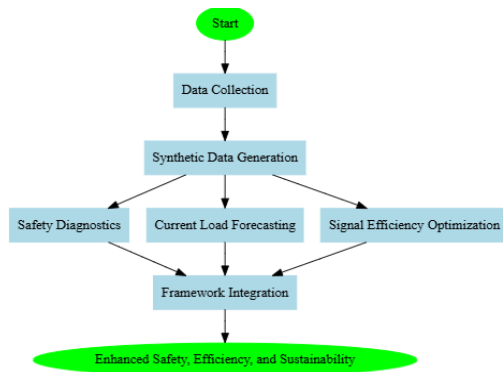 Start
Data Collection
Synthetic Data Generation
Safety Diagnostics
Current Load Forecasting
Signal Efficiency Optimization
Framework Integration
Enhanced Safety, Efficiency, and Sustainability